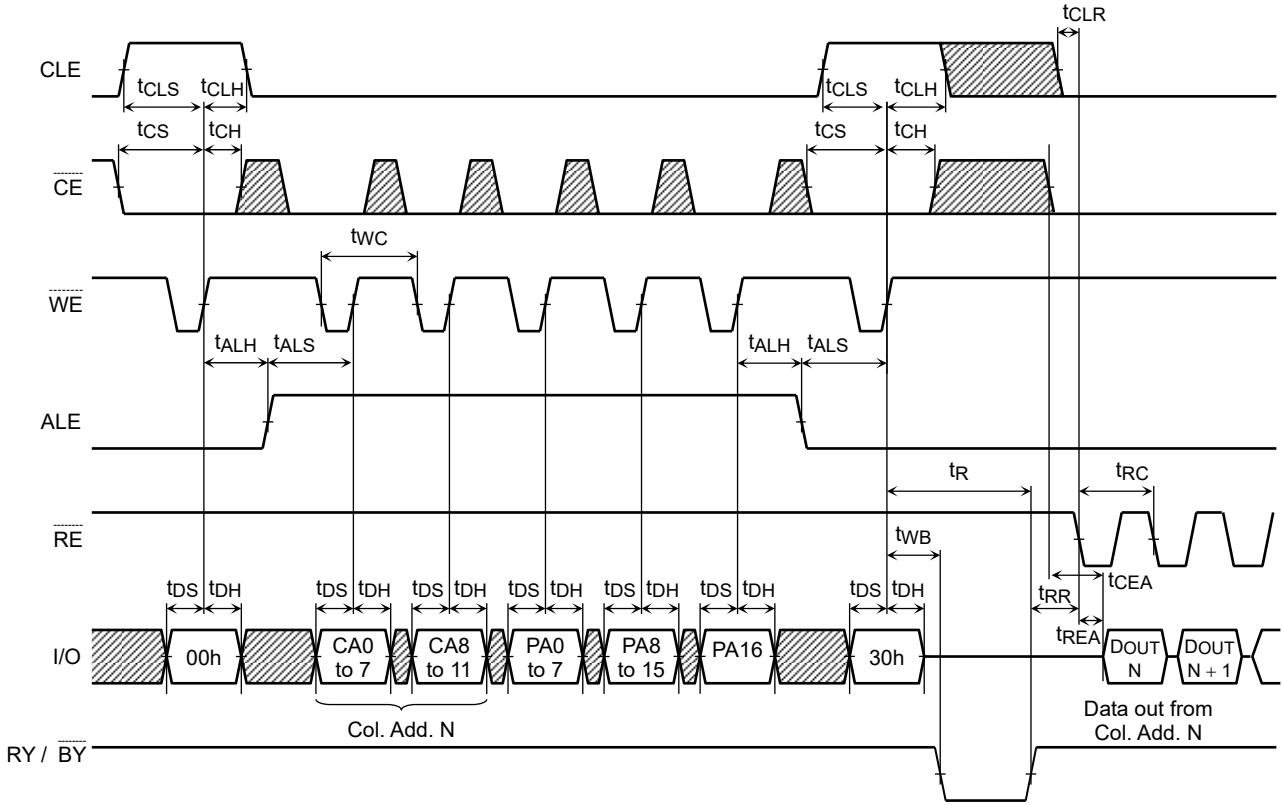 tCLR
CLE
tCLS tCLH tCLS tCLH
tCS tCH tCS tCH
CE
tWC
WE
tALH tALS tALH tALS
ALE
tR tRC
RE
tWB
tCEA
tDS tDH tDS tDH tDS tDH tDS tDH tDS tDH tDS tDH tDS tDH tRR
tREA
I/O 00h CA0 to 7 CA8 to 11 PA0 to 7 PA8 to 15 PA16 30h DOUT N DOUT N + 1
Col. Add. N
Data out from
Col. Add. N
RY / BY